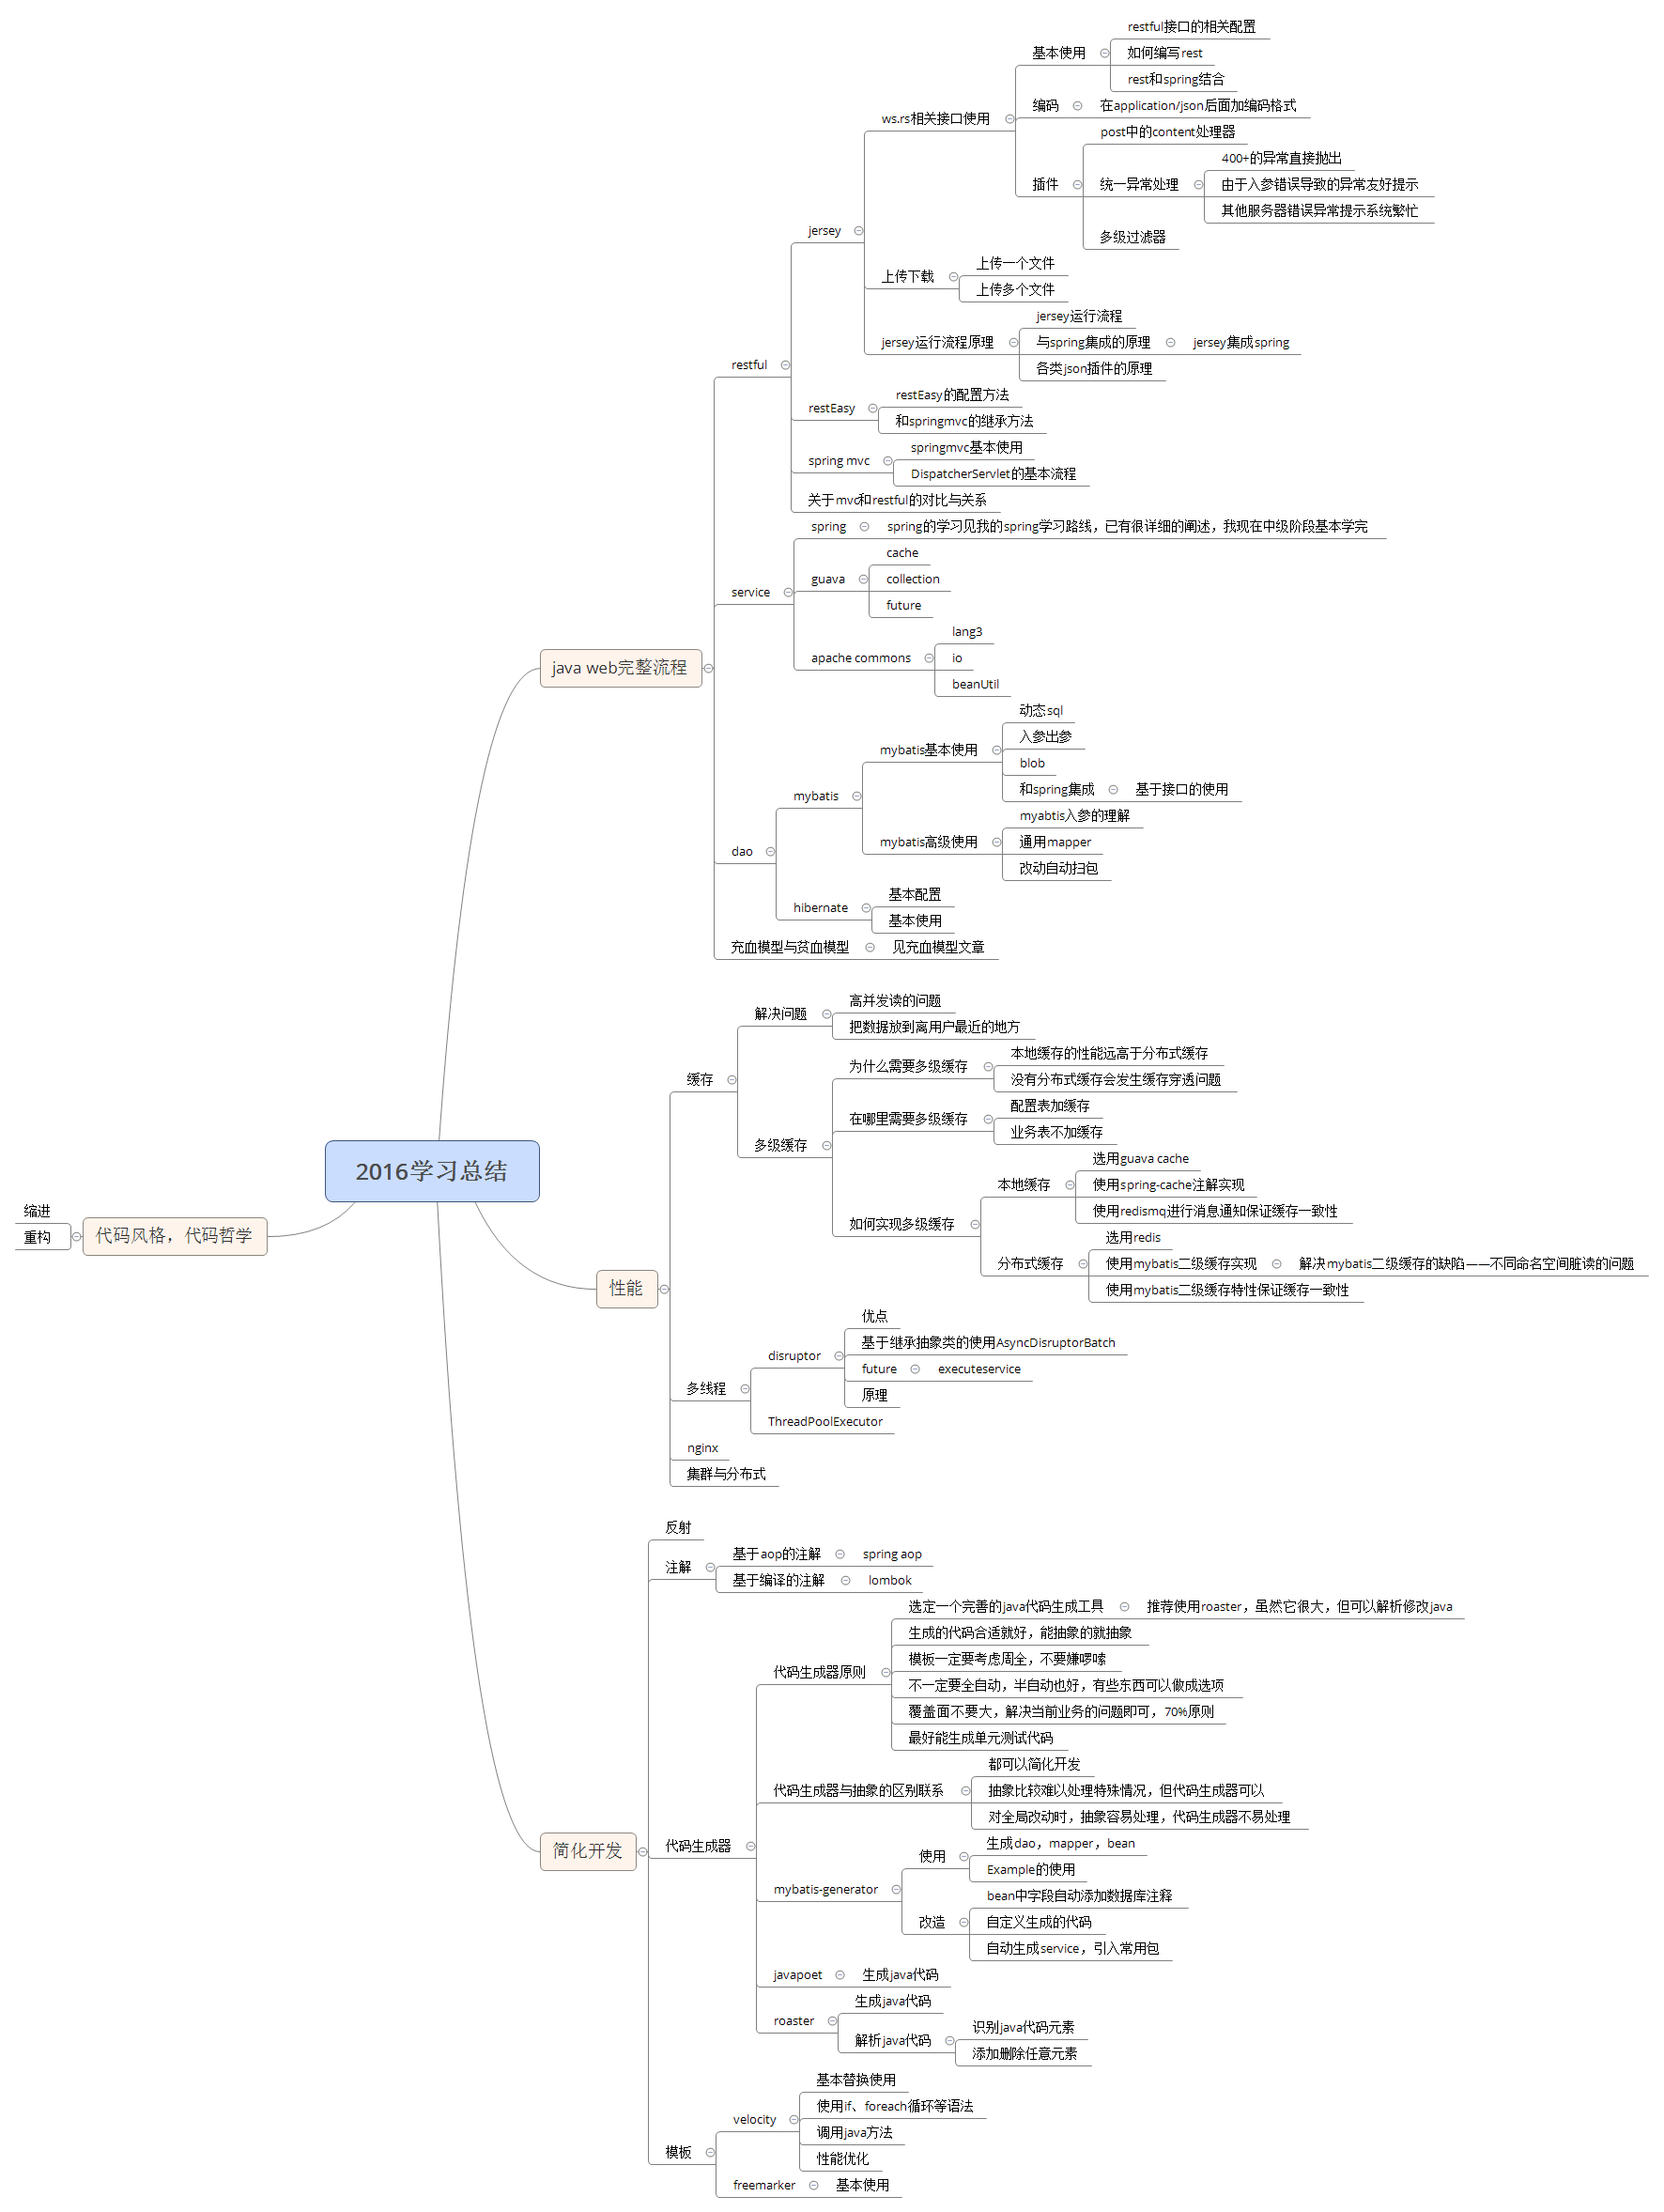 2016学习总结
java web完整流程
restful
jersey
ws.rs相关接口使用
基本使用
restful接口的相关配置
如何编写rest
rest和spring结合
编码
在application/json后面加编码格式
插件
post中的content处理器
统一异常处理
400+的异常直接抛出
由于入参错误导致的异常友好提示
其他服务器错误异常提示系统繁忙
多级过滤器
上传下载
上传一个文件
上传多个文件
jersey运行流程原理
jersey运行流程
与spring集成的原理
jersey集成spring
各类json插件的原理
restEasy
restEasy的配置方法
和springmvc的继承方法
spring mvc
springmvc基本使用
DispatcherServlet的基本流程
关于mvc和restful的对比与关系
service
spring
spring的学习见我的spring学习路线，已有很详细的阐述，我现在中级阶段基本学完
guava
cache
collection
future
apache commons
lang3
io
beanUtil
dao
mybatis
mybatis基本使用
动态sql
入参出参
blob
和spring集成
基于接口的使用
mybatis高级使用
myabtis入参的理解
通用mapper
改动自动扫包
hibernate
基本配置
基本使用
充血模型与贫血模型
见充血模型文章
性能
缓存
解决问题
高并发读的问题
把数据放到离用户最近的地方
多级缓存
为什么需要多级缓存
本地缓存的性能远高于分布式缓存
没有分布式缓存会发生缓存穿透问题
在哪里需要多级缓存
配置表加缓存
业务表不加缓存
如何实现多级缓存
本地缓存
选用guava cache
使用spring-cache注解实现
使用redismq进行消息通知保证缓存一致性
分布式缓存
选用redis
使用mybatis二级缓存实现
解决mybatis二级缓存的缺陷——不同命名空间脏读的问题
使用mybatis二级缓存特性保证缓存一致性
多线程
disruptor
优点
基于继承抽象类的使用AsyncDisruptorBatch
future
executeservice
原理
ThreadPoolExecutor
nginx
集群与分布式
简化开发
反射
注解
基于aop的注解
spring aop
基于编译的注解
lombok
代码生成器
代码生成器原则
选定一个完善的java代码生成工具
推荐使用roaster，虽然它很大，但可以解析修改java
生成的代码合适就好，能抽象的就抽象
模板一定要考虑周全，不要嫌啰嗦
不一定要全自动，半自动也好，有些东西可以做成选项
覆盖面不要大，解决当前业务的问题即可，70%原则
最好能生成单元测试代码
代码生成器与抽象的区别联系
都可以简化开发
抽象比较难以处理特殊情况，但代码生成器可以
对全局改动时，抽象容易处理，代码生成器不易处理
mybatis-generator
使用
生成dao，mapper，bean
Example的使用
改造
bean中字段自动添加数据库注释
自定义生成的代码
自动生成service，引入常用包
javapoet
生成java代码
roaster
生成java代码
解析java代码
识别java代码元素
添加删除任意元素
模板
velocity
基本替换使用
使用if、foreach循环等语法
调用java方法
性能优化
freemarker
基本使用
代码风格，代码哲学
缩进
重构